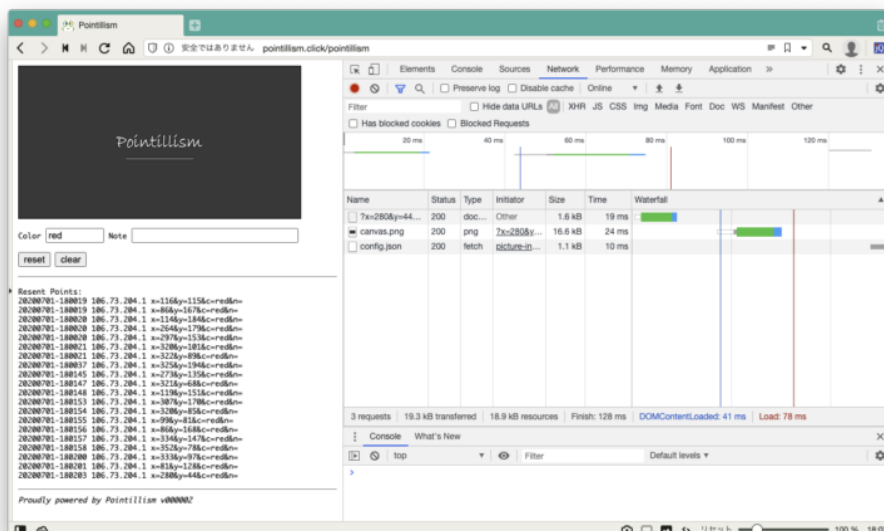 Pointillism
安全ではありません pointillism.click/pointillism
Pointillism
Color red Note
reset clear
Resent Points:
20200701-180019 106.73.204.1 x=116&y=115&c=red&n=
20200701-180019 106.73.204.1 x=86&y=167&c=red&n=
20200701-180020 106.73.204.1 x=114&y=184&c=red&n=
20200701-180020 106.73.204.1 x=264&y=179&c=red&n=
20200701-180020 106.73.204.1 x=297&y=153&c=red&n=
20200701-180021 106.73.204.1 x=320&y=101&c=red&n=
20200701-180021 106.73.204.1 x=322&y=89&c=red&n=
20200701-180037 106.73.204.1 x=325&y=194&c=red&n=
20200701-180145 106.73.204.1 x=273&y=135&c=red&n=
20200701-180147 106.73.204.1 x=321&y=68&c=red&n=
20200701-180148 106.73.204.1 x=119&y=151&c=red&n=
20200701-180153 106.73.204.1 x=307&y=170&c=red&n=
20200701-180154 106.73.204.1 x=320&y=85&c=red&n=
20200701-180155 106.73.204.1 x=99&y=81&c=red&n=
20200701-180156 106.73.204.1 x=86&y=168&c=red&n=
20200701-180157 106.73.204.1 x=334&y=147&c=red&n=
20200701-180158 106.73.204.1 x=352&y=78&c=red&n=
20200701-180200 106.73.204.1 x=333&y=97&c=red&n=
20200701-180201 106.73.204.1 x=81&y=128&c=red&n=
20200701-180203 106.73.204.1 x=280&y=44&c=red&n=
Proudly powered by Pointillism v000002
Elements Console Sources Network Performance Memory Application »
Preserve log Disable cache Online
Filter Hide data URLs All XHR JS CSS Img Media Font Doc WS Manifest Other
Has blocked cookies Blocked Requests
20 ms 40 ms 60 ms 80 ms 100 ms 120 ms
Name Status Type Initiator Size Time Waterfall
?x=280&y=44... 200 doc... Other 1.6 kB 19 ms
canvas.png 200 png ?x=280&y... 16.6 kB 24 ms
config.json 200 fetch picture-in... 1.1 kB 10 ms
3 requests 19.3 kB transferred 18.9 kB resources Finish: 128 ms DOMContentLoaded: 41 ms Load: 78 ms
Console What's New
top Filter Default levels
リセット 100 %